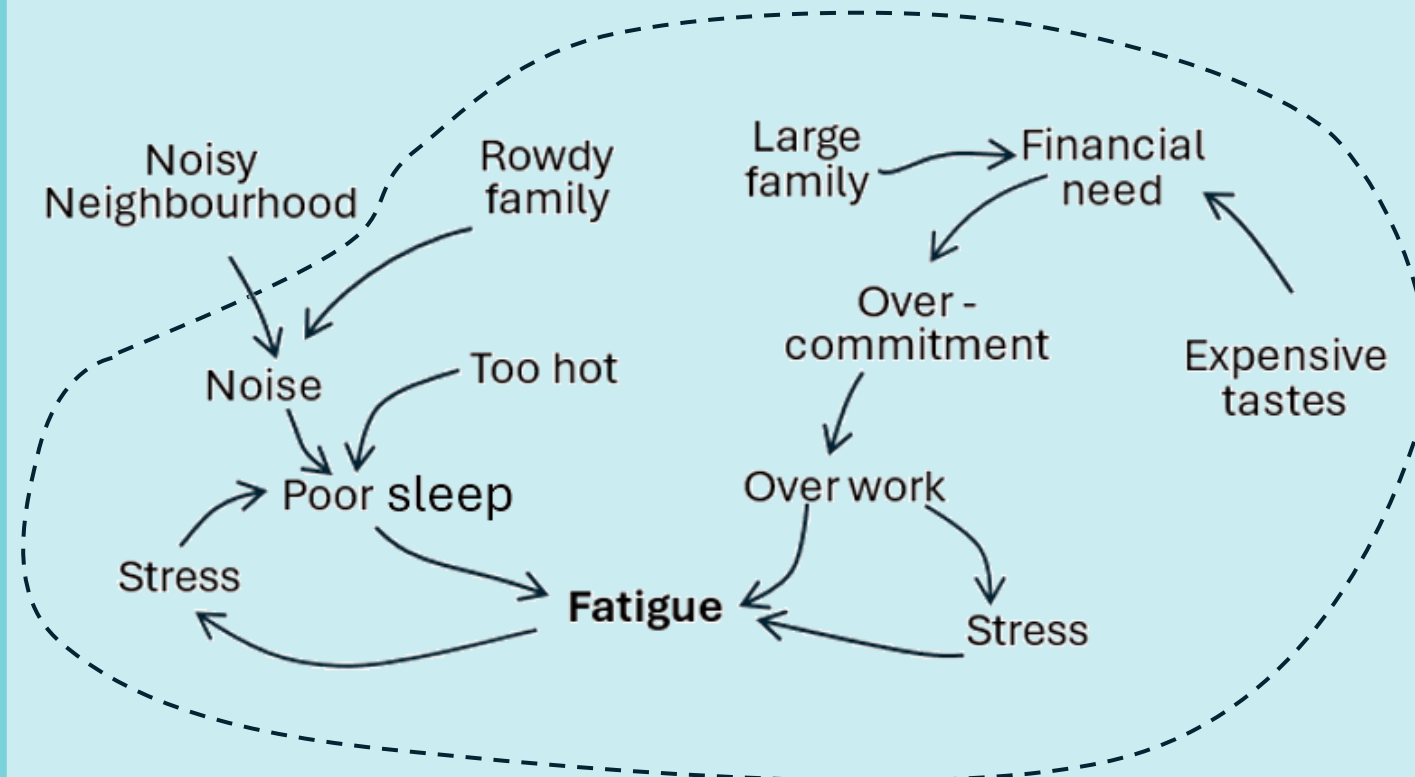 Noisy
Neighbourhood
Rowdy
family
Large
family
Financial
need
Over -
commitment
Expensive
tastes
Noise
Too hot
Poor sleep
Over work
Stress
Fatigue
Stress